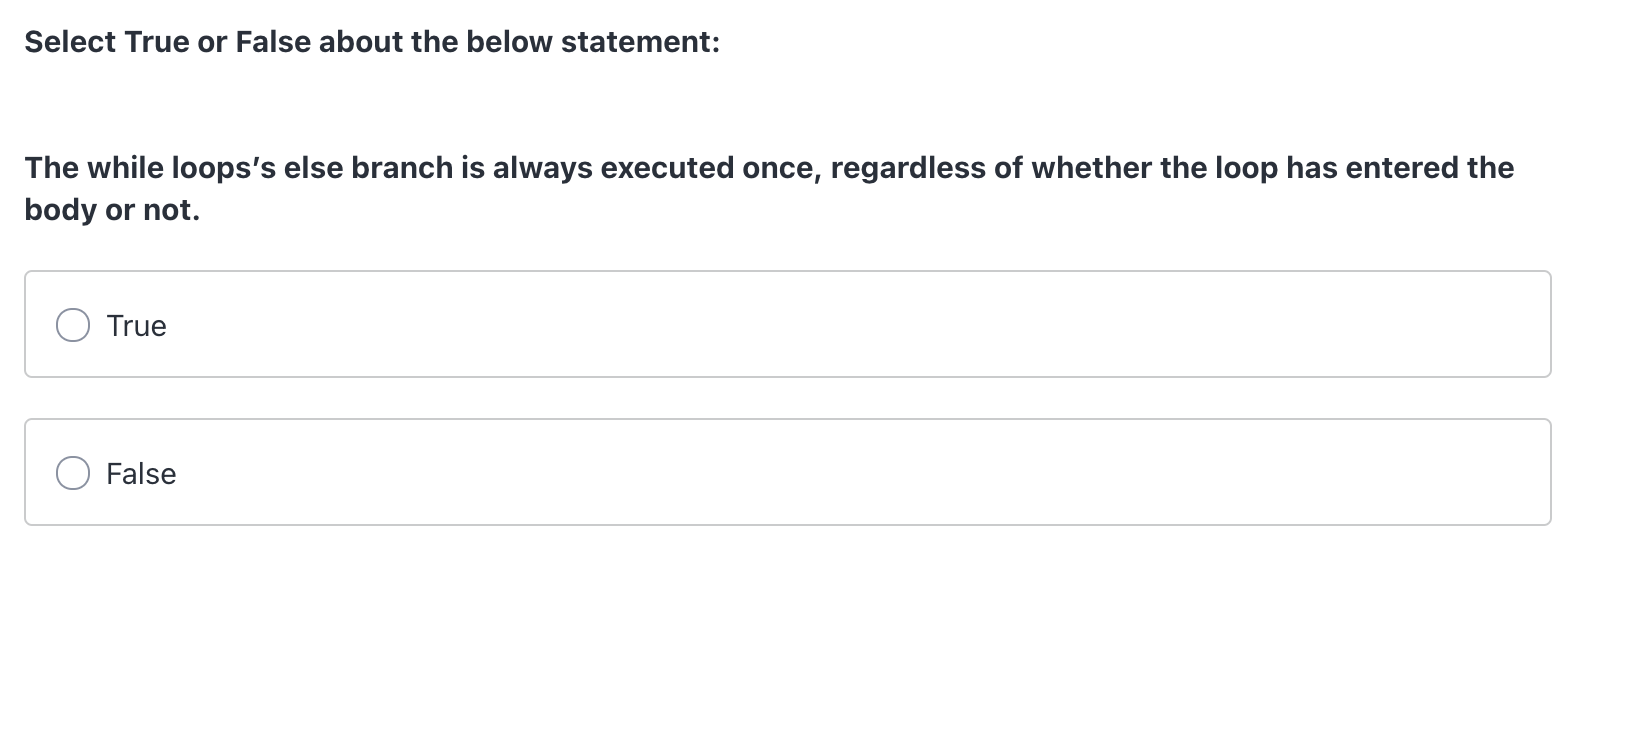 Select True or False about the below statement:
The while loops’s else branch is always executed once, regardless of whether the loop has entered the
body or not.
True
False